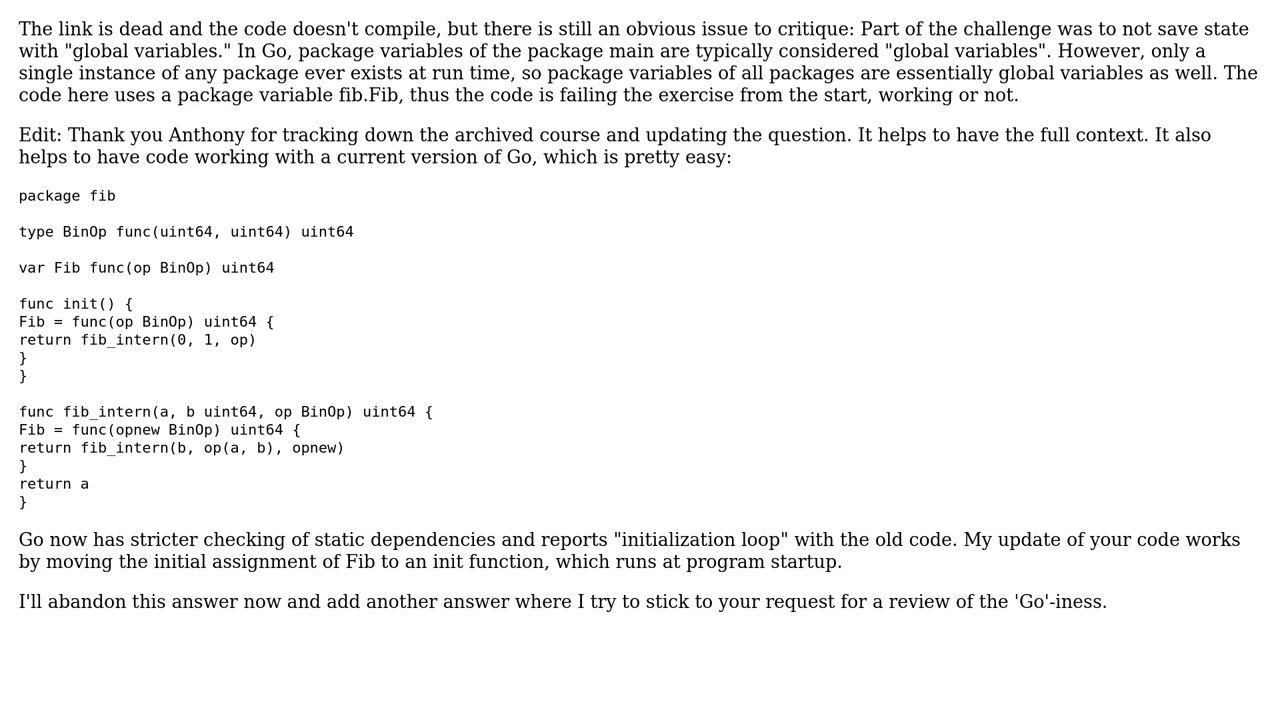 The link is dead and the code doesn't compile, but there is still an obvious issue to critique: Part of the challenge was to not save state
with "global variables." In Go, package variables of the package main are typically considered "global variables". However, only a
single instance of any package ever exists at run time, so package variables of all packages are essentially global variables as well. The
code here uses a package variable fib.Fib, thus the code is failing the exercise from the start, working or not.
Edit: Thank you Anthony for tracking down the archived course and updating the question. It helps to have the full context. It also
helps to have code working with a current version of Go, which is pretty easy:
package fib
type BinOp func(uint64, uint64) uint64
var Fib func(op BinOp) uint64
func init() {
Fib = func(op BinOp) uint64 {
return fib_intern(0, 1, op)
}
}
func fib_intern(a, b uint64, op BinOp) uint64 {
Fib = func(opnew BinOp) uint64 {
return fib_intern(b, op(a, b), opnew)
}
return a
}
Go now has stricter checking of static dependencies and reports "initialization loop" with the old code. My update of your code works
by moving the initial assignment of Fib to an init function, which runs at program startup.
I'll abandon this answer now and add another answer where I try to stick to your request for a review of the 'Go'-iness.